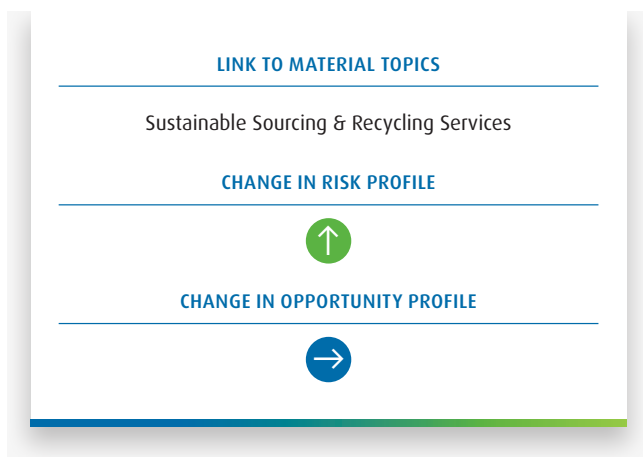 LINK TO MATERIAL TOPICS
Sustainable Sourcing & Recycling Services
CHANGE IN RISK PROFILE
CHANGE IN OPPORTUNITY PROFILE